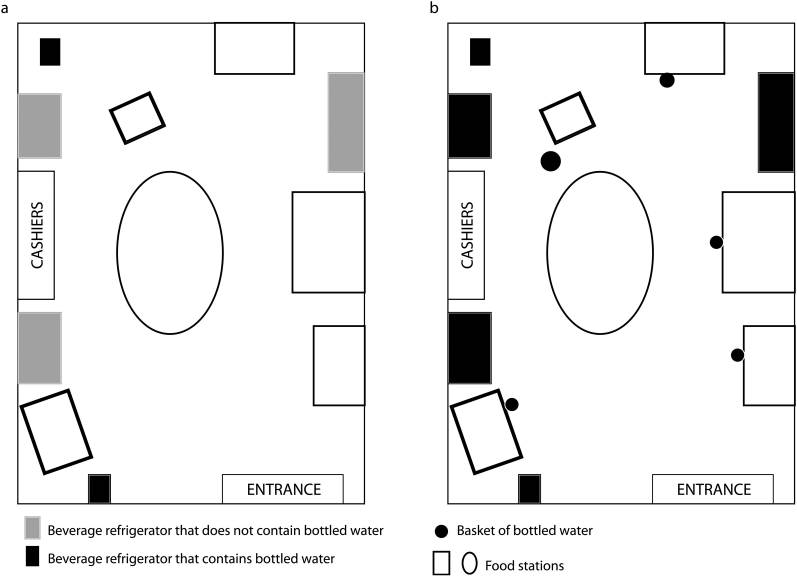 a
b
CASHIERS
CASHIERS
ENTRANCE
ENTRANCE
Beverage refrigerator that does not contain bottled water
Beverage refrigerator that contains bottled water
Basket of bottled water
Food stations